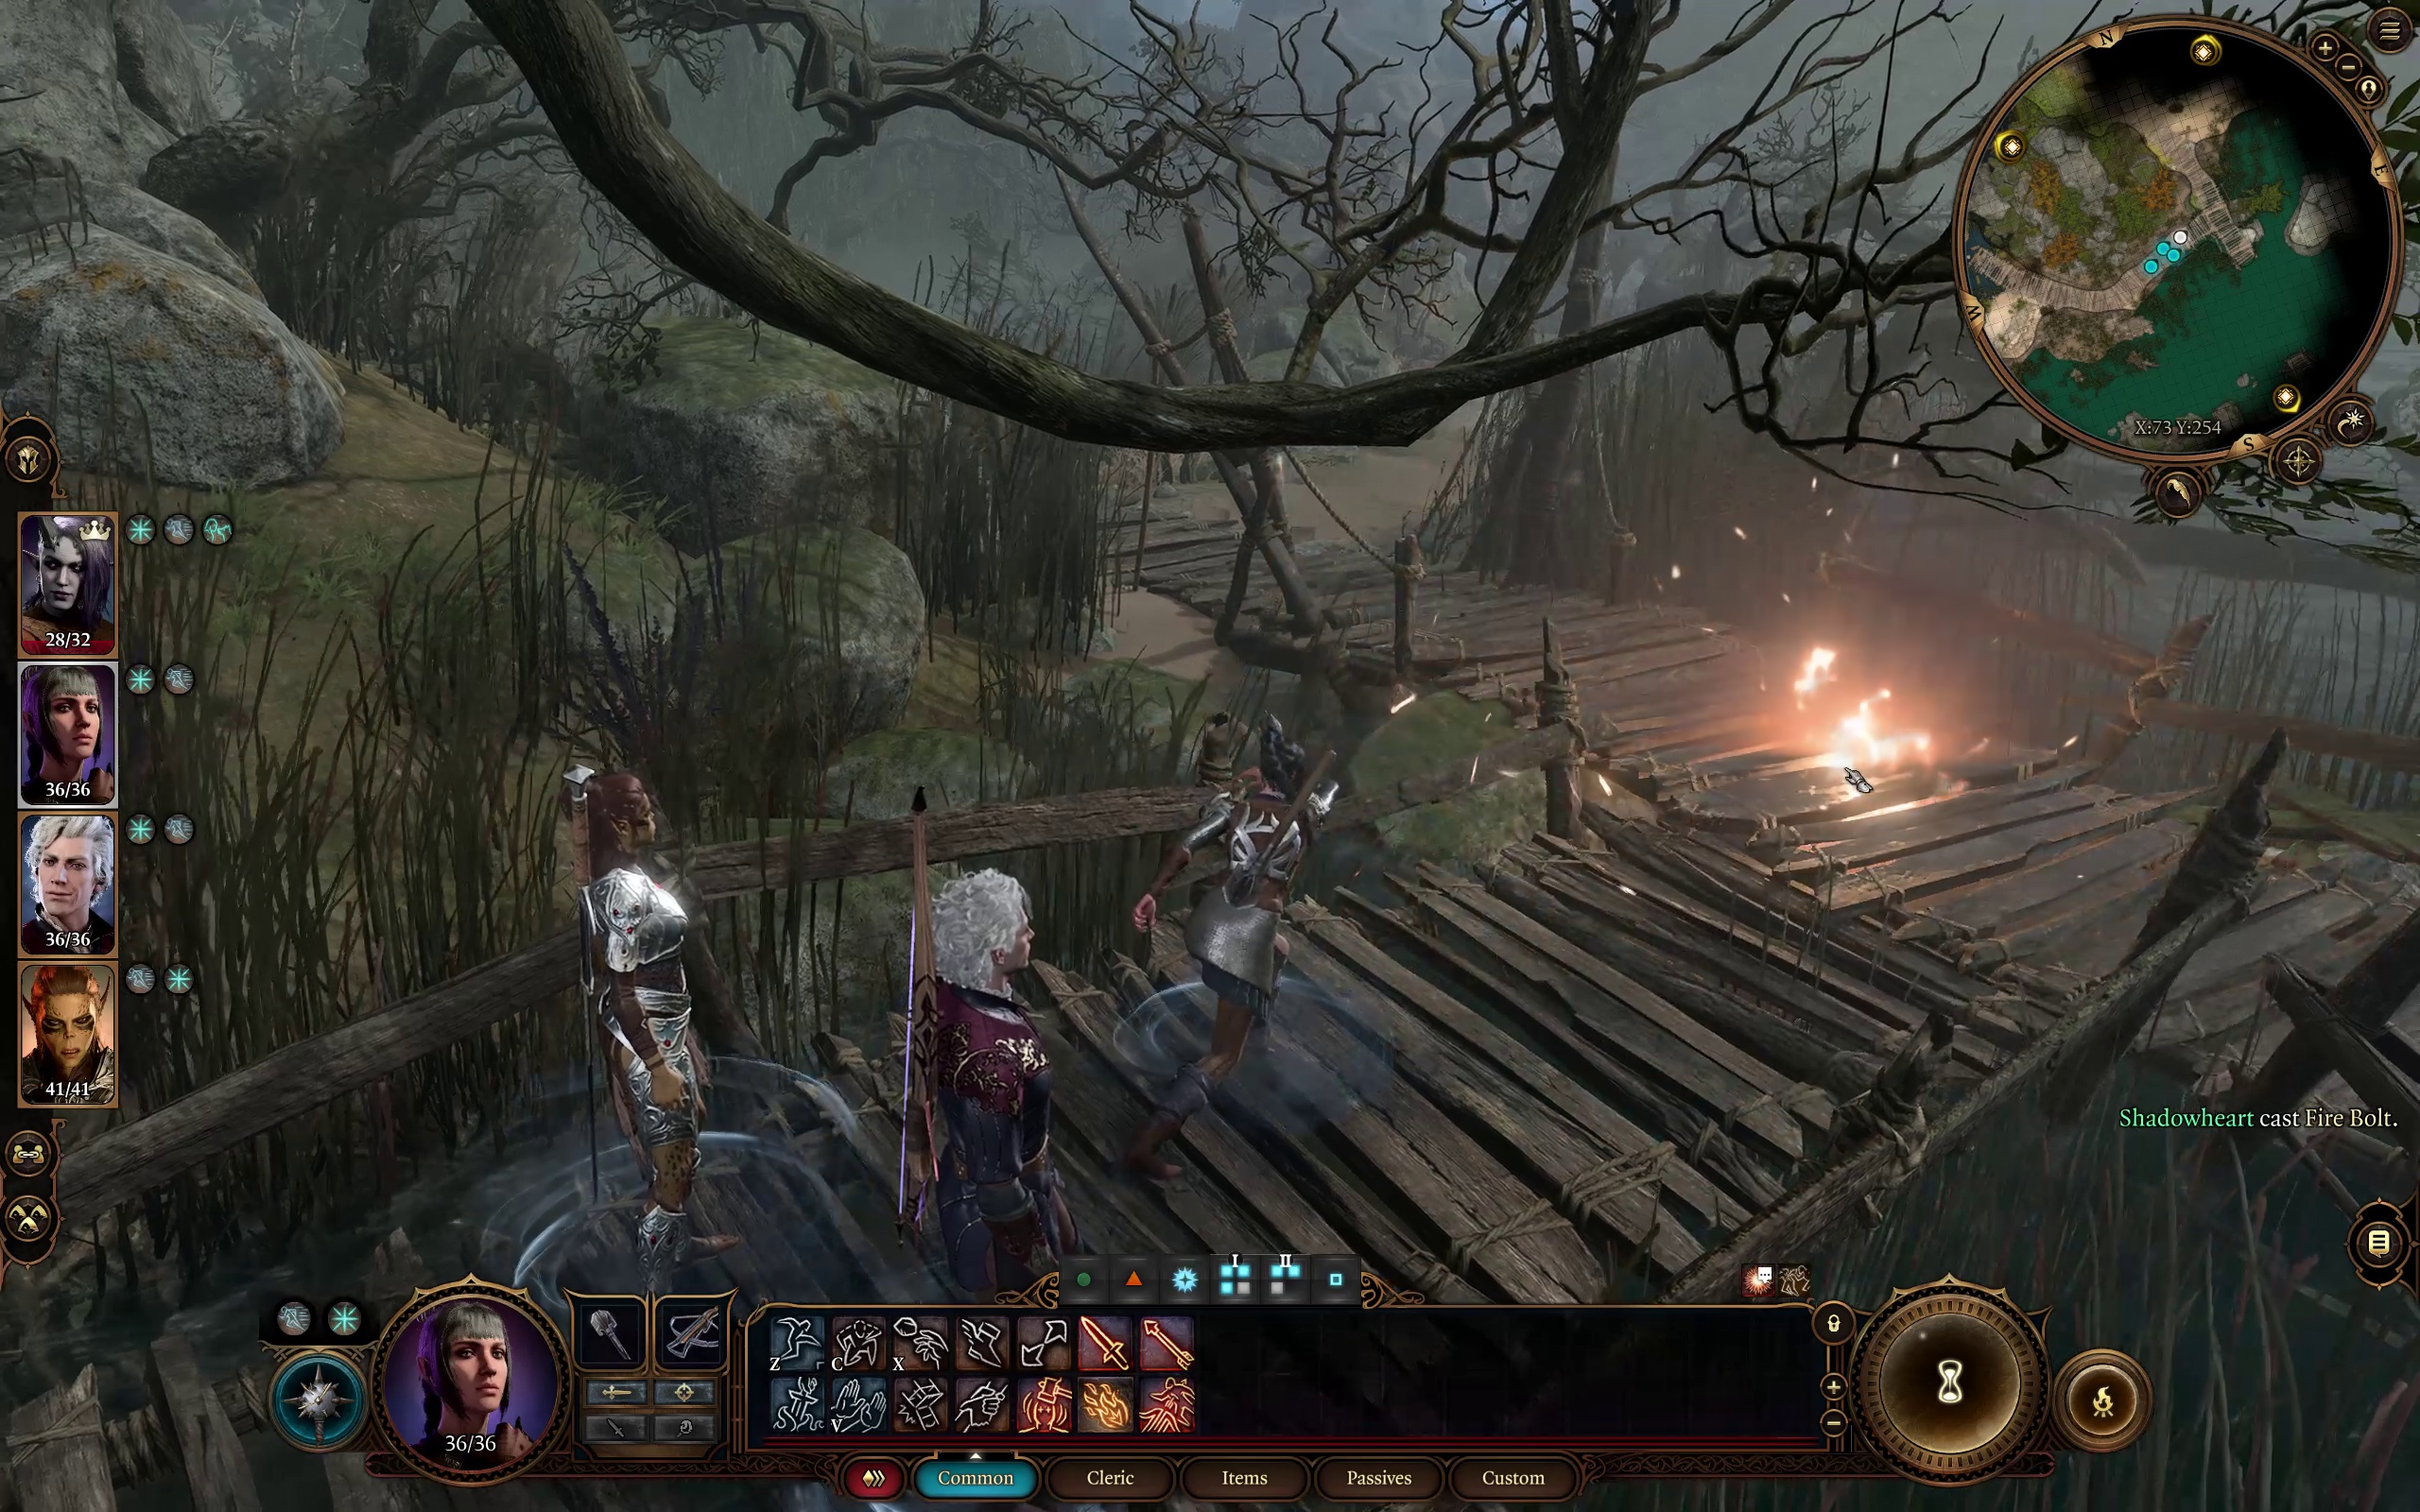 N
E
W
S
X:73 Y:254
28/32
36/36
36/36
41/41
Shadowheart cast Fire Bolt.
I
II
36/36
Z
C
X
V
Common
Cleric
Items
Passives
Custom